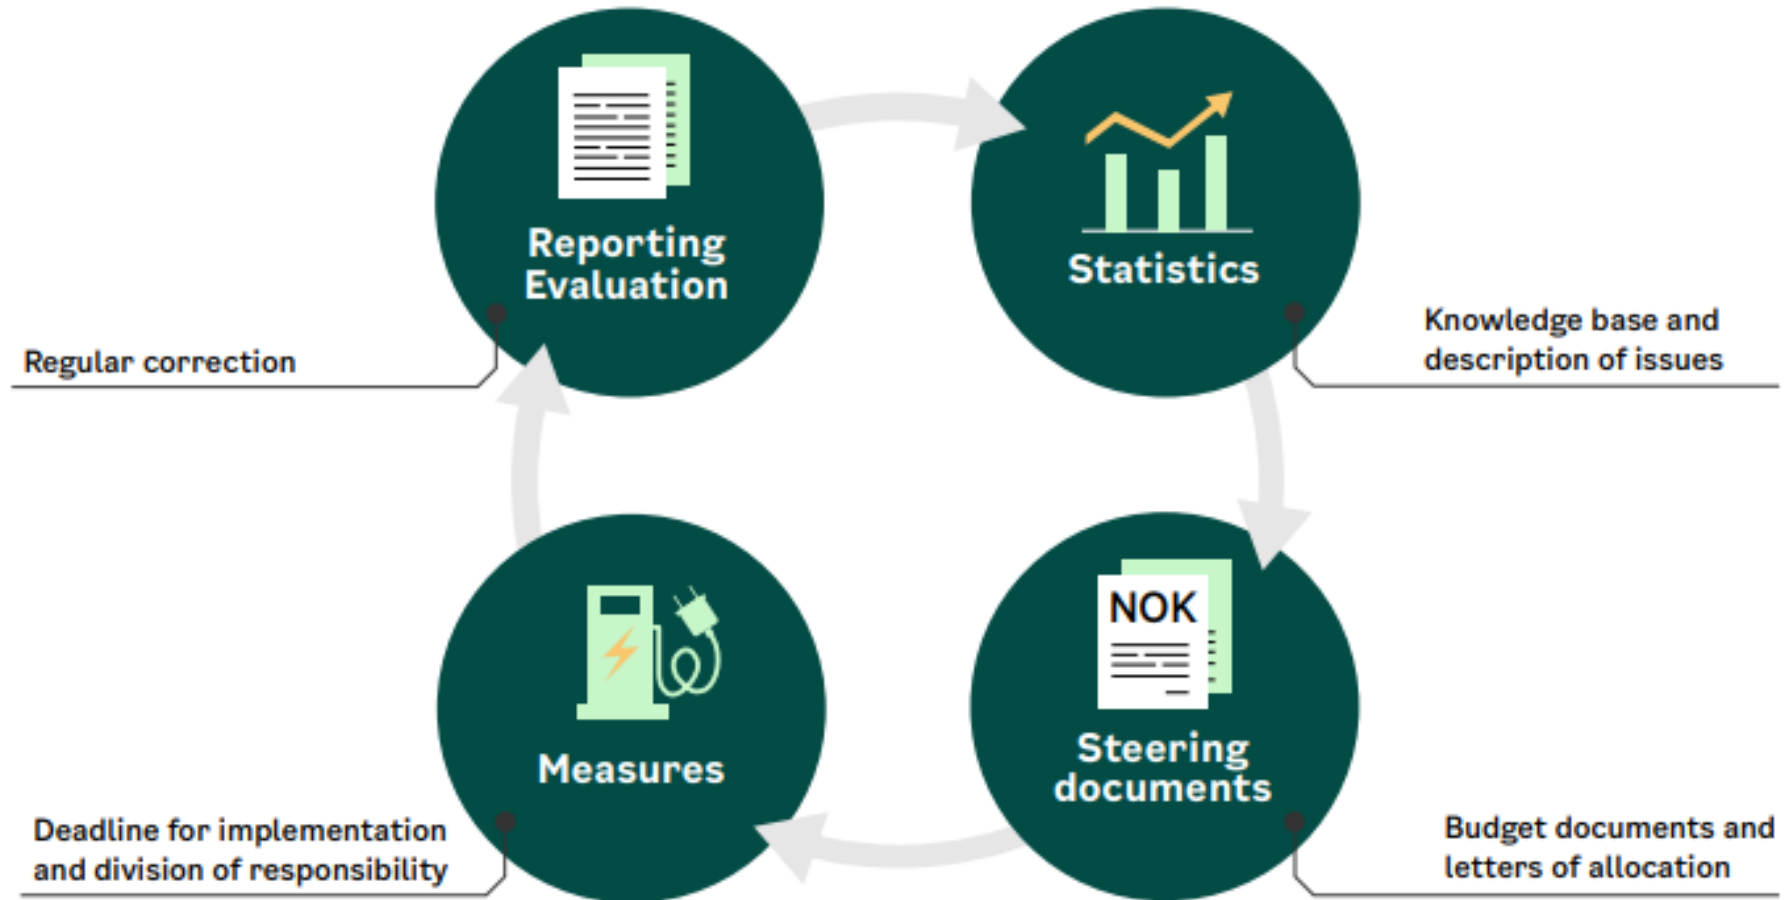 Reporting
Evaluation
Statistics
Regular correction
Knowledge base and
description of issues
NOK
Measures
Steering
documents
Deadline for implementation
and division of responsibility
Budget documents and
letters of allocation